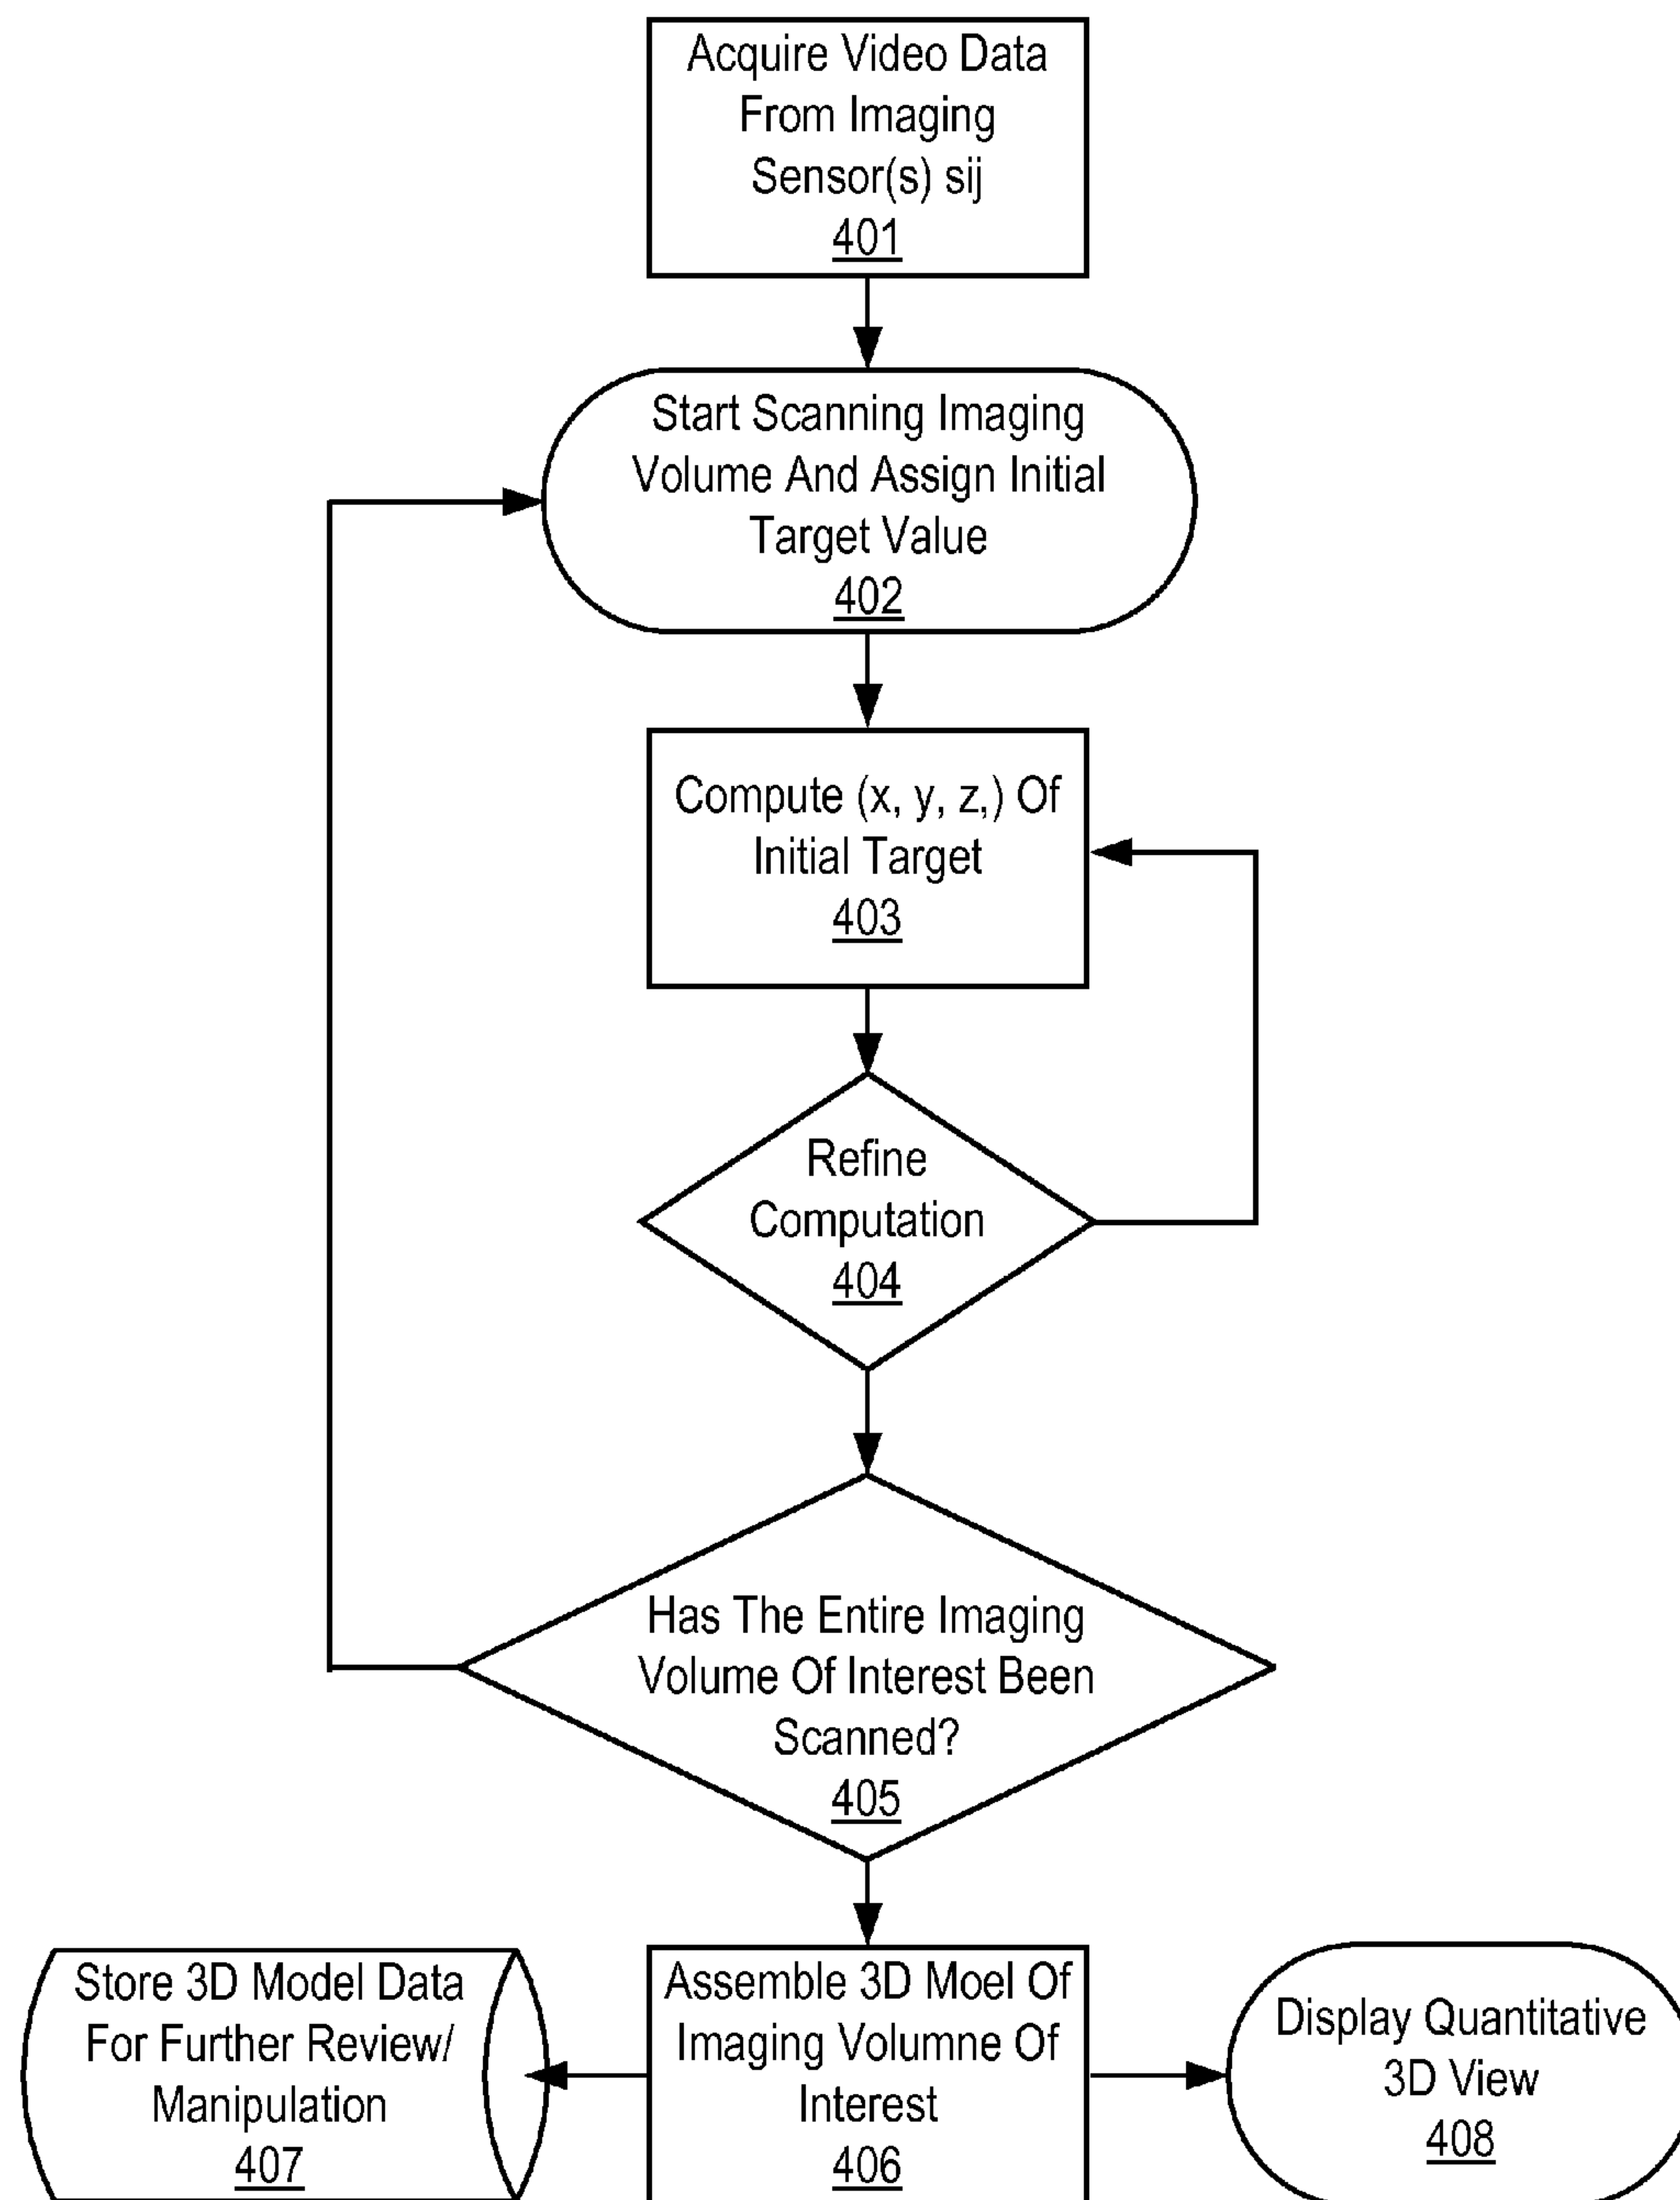 Acquire Video Data
From Imaging
Sensor(s) sij
401
Start Scanning Imaging
Volume And Assign Initial
Target Value
402
Compute (x, y, z,) Of
Initial Target
403
Refine
Computation
404
Has The Entire Imaging
Volume Of Interest Been
Scanned?
405
Store 3D Model Data
For Further Review/
Manipulation
407
Assemble 3D Moel Of
Imaging Volumne Of
Interest
406
Display Quantitative
3D View
408